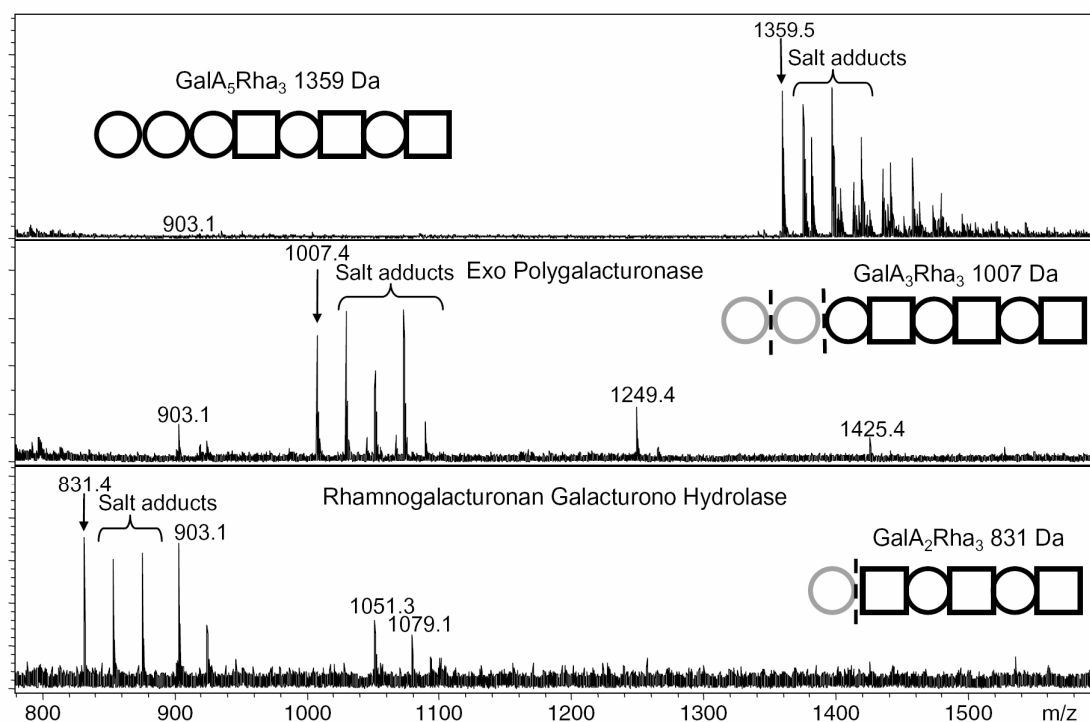 1359.5
Salt adducts
GalA₅Rha₃ 1359 Da
903.1
1007.4
Salt adducts
Exo Polygalacturonase
GalA₃Rha₃ 1007 Da
903.1
1249.4
1425.4
831.4
Salt adducts
903.1
Rhamnogalacturonan Galacturono Hydrolase
GalA₂Rha₃ 831 Da
1051.3
1079.1
800 900 1000 1100 1200 1300 1400 1500 m/z